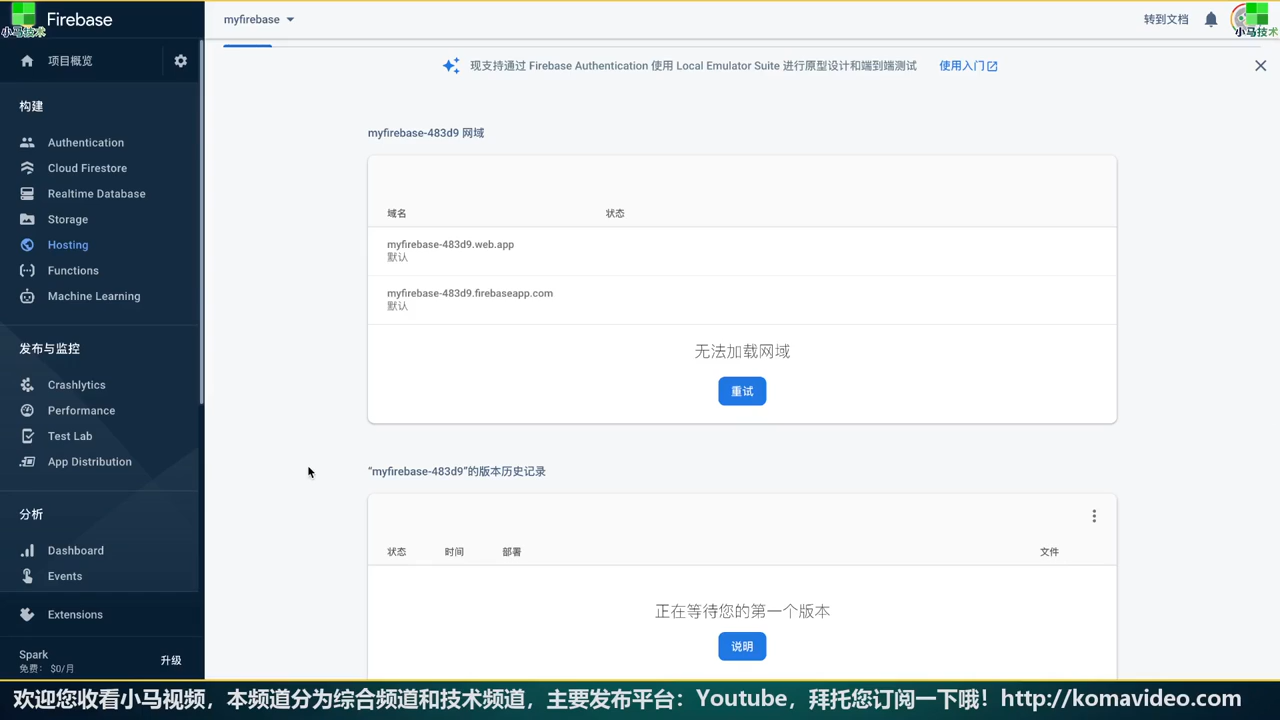 Firebase
小马技术
myfirebase
转到文档
小马技术
项目概览
现支持通过 Firebase Authentication 使用 Local Emulator Suite 进行原型设计和端到端测试
使用入门
构建
Authentication
Cloud Firestore
Realtime Database
Storage
Hosting
Functions
Machine Learning
发布与监控
Crashlytics
Performance
Test Lab
App Distribution
分析
Dashboard
Events
Extensions
Spark
免费: $0/月
升级
myfirebase-483d9 网域
域名 状态
myfirebase-483d9.web.app
默认
myfirebase-483d9.firebaseapp.com
默认
无法加载网域
重试
“myfirebase-483d9”的版本历史记录
状态 时间 部署 文件
正在等待您的第一个版本
说明
欢迎您收看小马视频，本频道分为综合频道和技术频道，主要发布平台：Youtube，拜托您订阅一下哦！http://komavideo.com